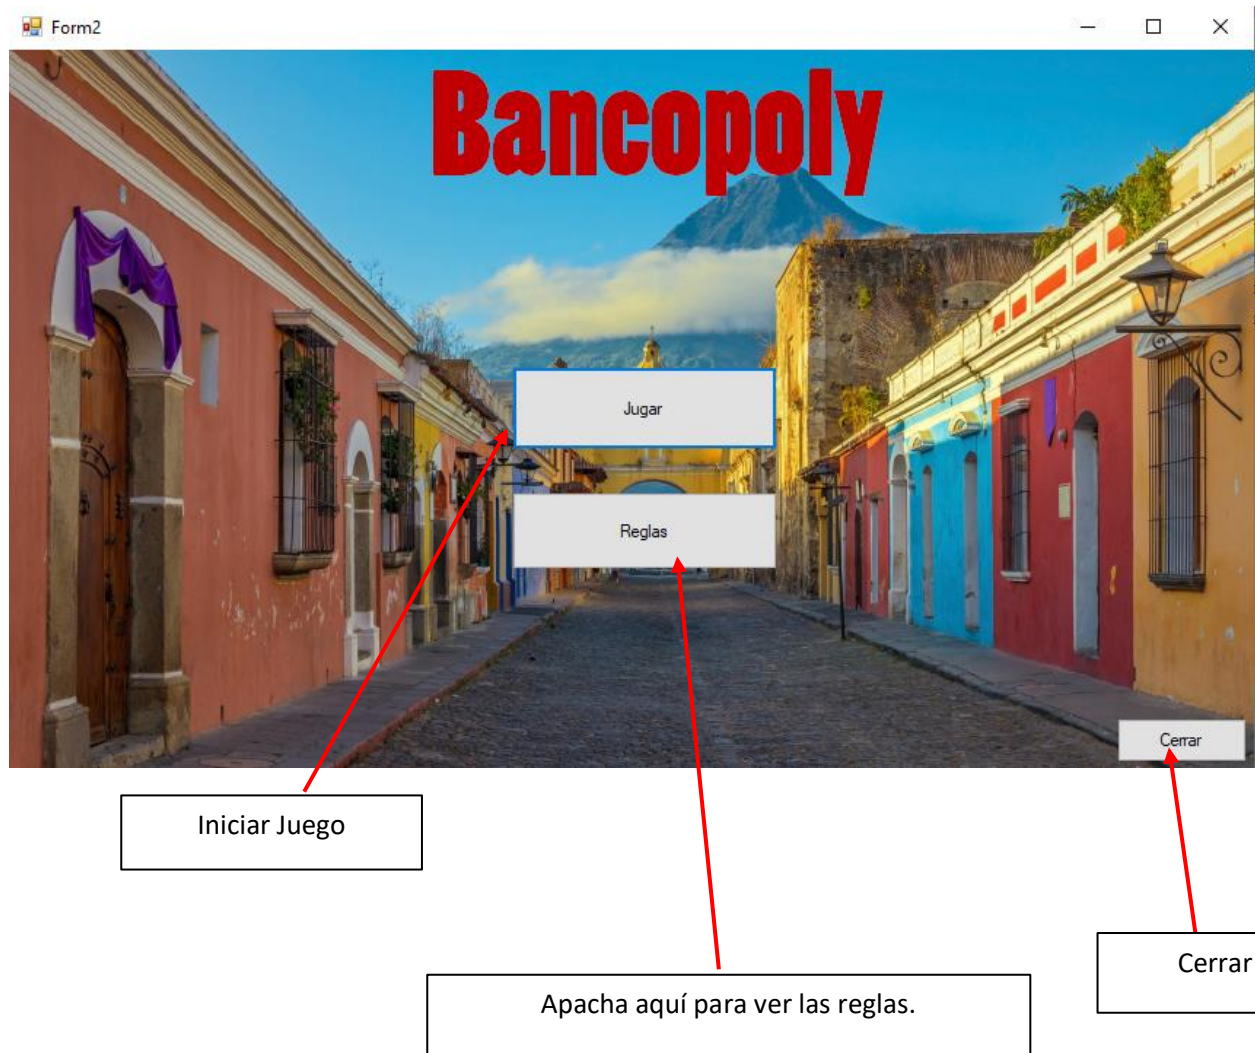 Form2
Bancopoly
Jugar
Reglas
Cerrar
Iniciar Juego
Cerrar
Apacha aquí para ver las reglas.